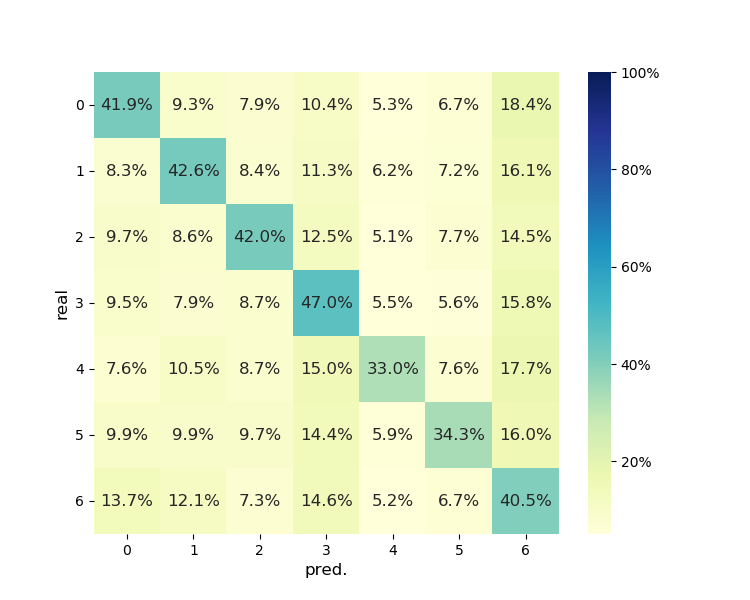 0 41.9% 9.3% 7.9% 10.4% 5.3% 6.7% 18.4%
1 8.3% 42.6% 8.4% 11.3% 6.2% 7.2% 16.1%
2 9.7% 8.6% 42.0% 12.5% 5.1% 7.7% 14.5%
3 9.5% 7.9% 8.7% 47.0% 5.5% 5.6% 15.8%
4 7.6% 10.5% 8.7% 15.0% 33.0% 7.6% 17.7%
5 9.9% 9.9% 9.7% 14.4% 5.9% 34.3% 16.0%
6 13.7% 12.1% 7.3% 14.6% 5.2% 6.7% 40.5%
0 1 2 3 4 5 6
pred.
real
100%
80%
60%
40%
20%